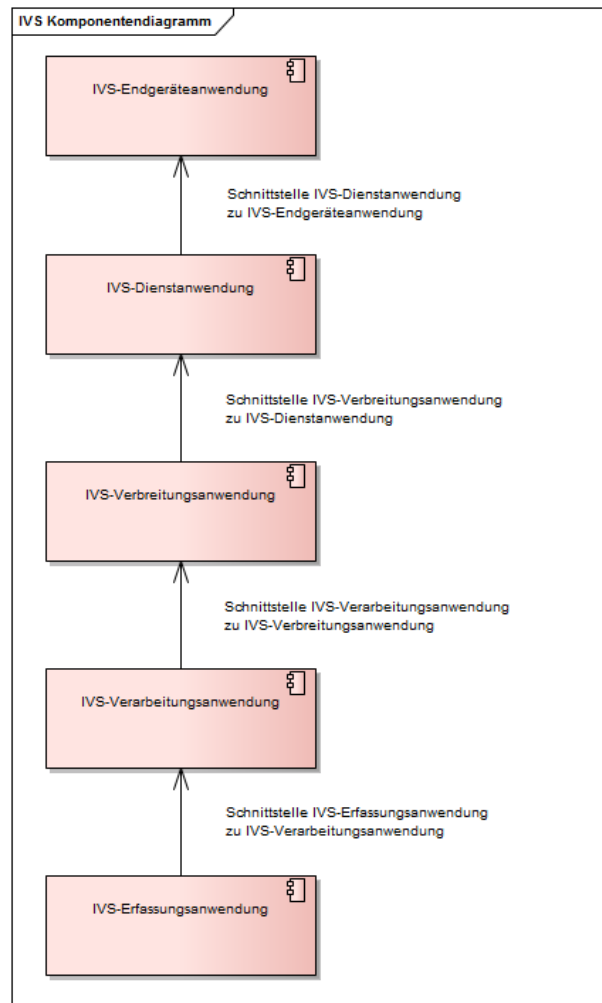 IVS Komponentendiagramm
IVS-Endgeräteanwendung
Schnittstelle IVS-Dienstanwendung
zu IVS-Endgeräteanwendung
IVS-Dienstanwendung
Schnittstelle IVS-Verbreitungsanwendung
zu IVS-Dienstanwendung
IVS-Verbreitungsanwendung
Schnittstelle IVS-Verarbeitungsanwendung
zu IVS-Verbreitungsanwendung
IVS-Verarbeitungsanwendung
Schnittstelle IVS-Erfassungsanwendung
zu IVS-Verarbeitungsanwendung
IVS-Erfassungsanwendung